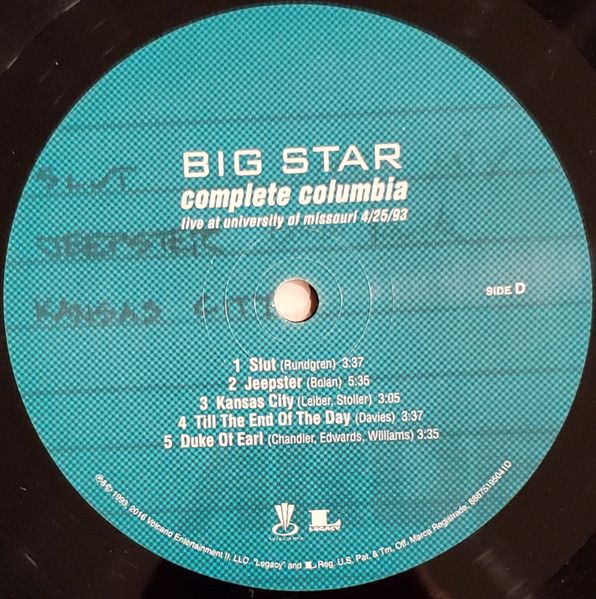 BIG STAR
complete columbia
live at university of missouri 4/25/93
SLUT
JEEPSTER
KANSAS CITY
SIDE D
1 Slut (Rundgren) 3:37
2 Jeepster (Bolan) 5:35
3 Kansas City (Leiber, Stoller) 3:05
4 Till The End Of The Day (Davies) 3:37
5 Duke Of Earl (Chandler, Edwards, Williams) 3:35
VOLCANO
LEGACY
℗& © 1993, 2016 Volcano Entertainment II, LLC. "Legacy" and L Reg. U.S. Pat. & Tm. Off. Marca Registrada. 88875195041D